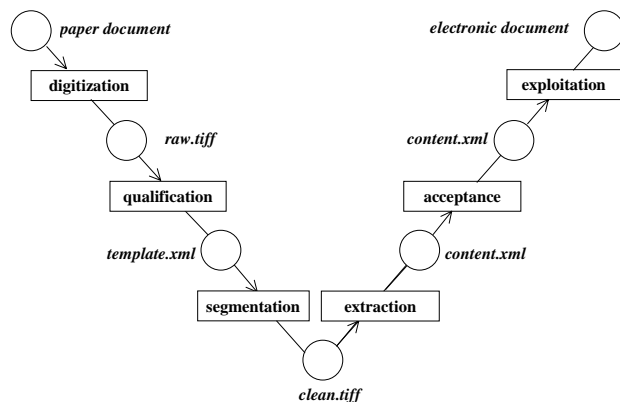 paper document
electronic document
digitization
exploitation
raw.tiff
content.xml
qualification
acceptance
template.xml
content.xml
segmentation
extraction
clean.tiff